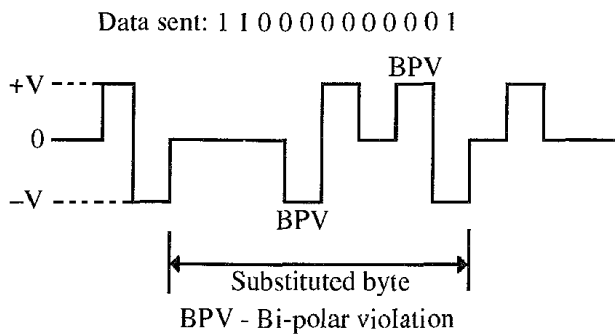 Data sent: 1 1 0 0 0 0 0 0 0 0 0 1
BPV
+V
0
−V
BPV
Substituted byte
BPV - Bi-polar violation